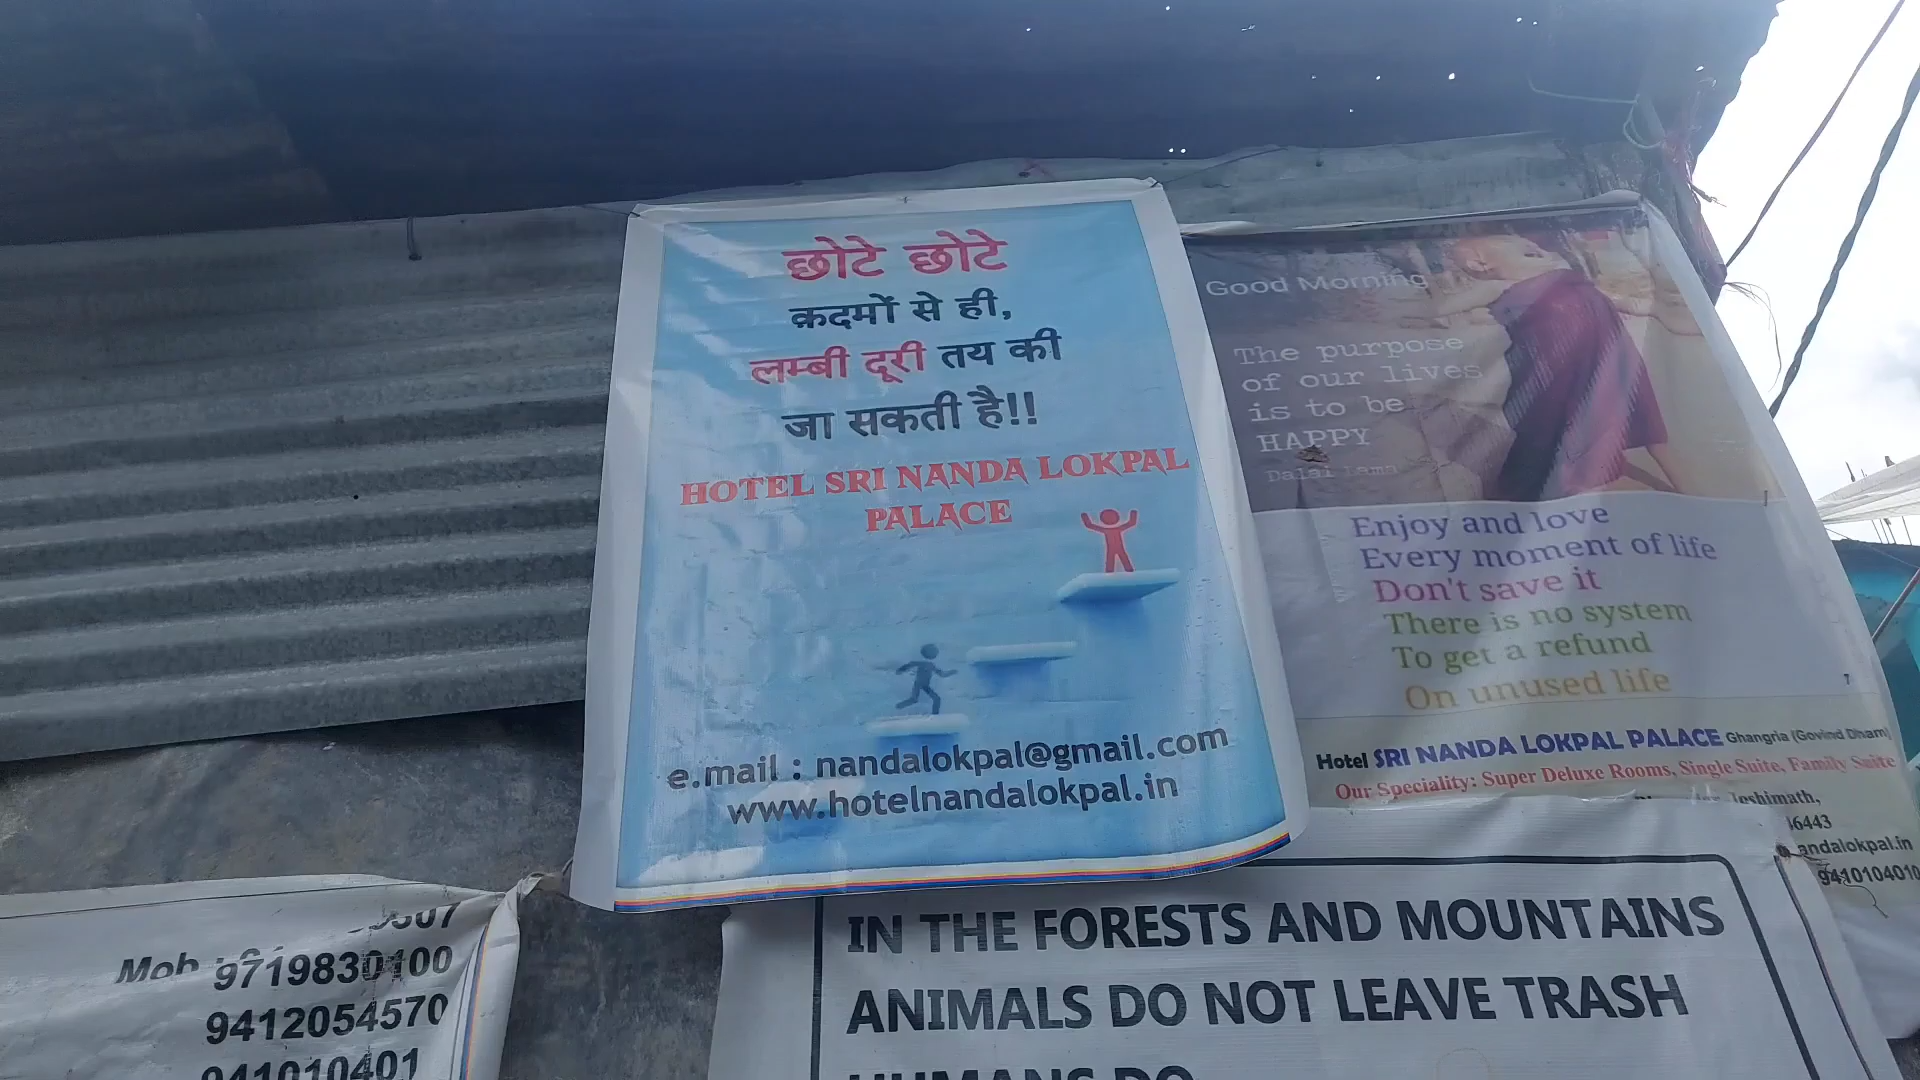 छोटे छोटे
क़दमों से ही,
लम्बी दूरी तय की
जा सकती है!!
HOTEL SRI NANDA LOKPAL
PALACE
e.mail : nandalokpal@gmail.com
www.hotelnandalokpal.in
Good Morning
The purpose
of our lives
is to be
HAPPY
Dalai Lama
Enjoy and love
Every moment of life
Don't save it
There is no system
To get a refund
On unused life
Hotel SRI NANDA LOKPAL PALACE Ghangria (Govind Dham)
Our Speciality: Super Deluxe Rooms, Single Suite, Family Suite
Joshimath,
6443
andalokpal.in
9410104010
Mob
9719830100
9412054570
941010401
IN THE FORESTS AND MOUNTAINS
ANIMALS DO NOT LEAVE TRASH
HUMANS DO